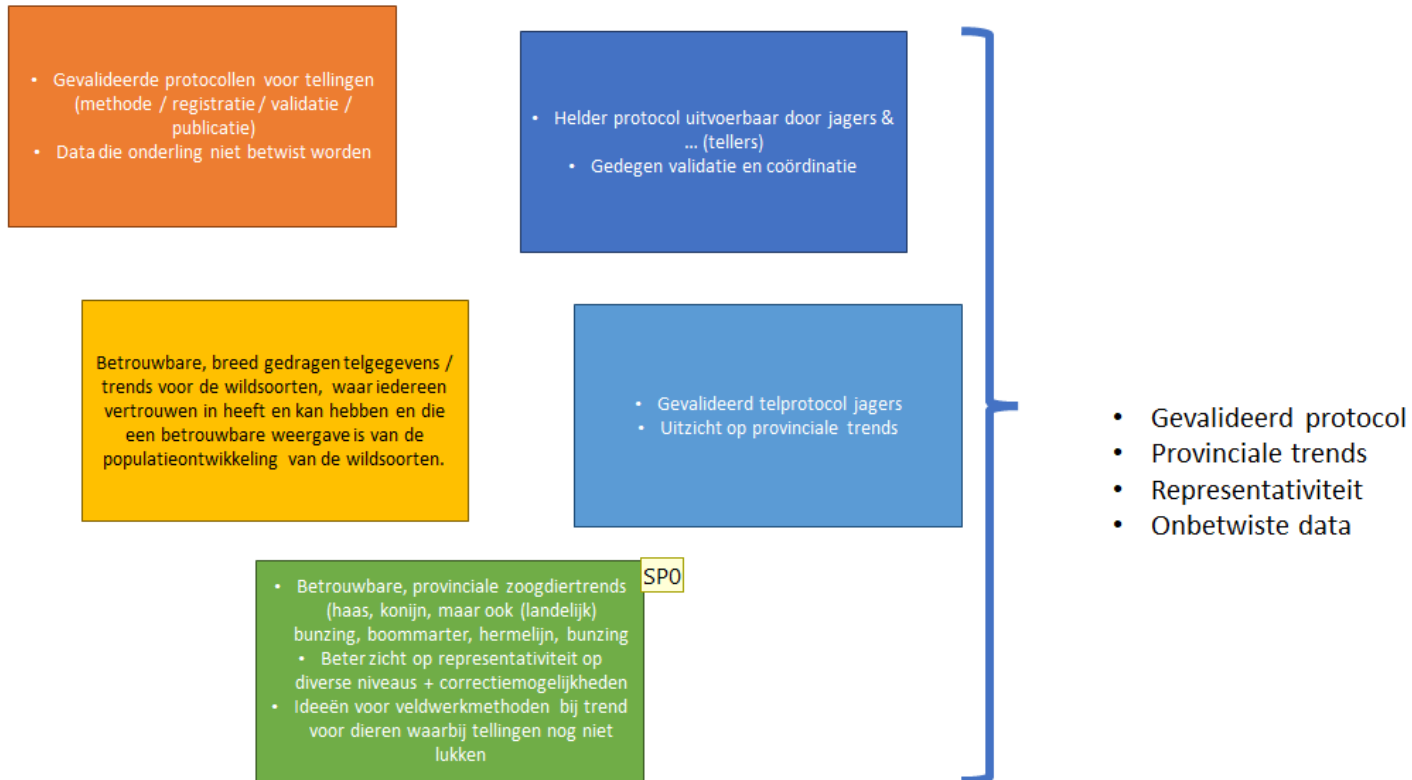 • Gevalideerde protocollen voor tellingen
(methode / registratie / validatie /
publicatie)
• Data die onderling niet betwist worden
• Helder protocol uitvoerbaar door jagers &
... (tellers)
• Gedegen validatie en coördinatie
Betrouwbare, breed gedragen telgegevens /
trends voor de wildsoorten, waar iedereen
vertrouwen in heeft en kan hebben en die
een betrouwbare weergave is van de
populatieontwikkeling van de wildsoorten.
• Gevalideerd telprotocol jagers
• Uitzicht op provinciale trends
SP0
• Betrouwbare, provinciale zoogdiertrends
(haas, konijn, maar ook (landelijk)
bunzing, boommarter, hermelijn, bunzing
• Beter zicht op representativiteit op
diverse niveaus + correctiemogelijkheden
• Ideeën voor veldwerkmethoden bij trend
voor dieren waarbij tellingen nog niet
lukken
• Gevalideerd protocol
• Provinciale trends
• Representativiteit
• Onbetwiste data